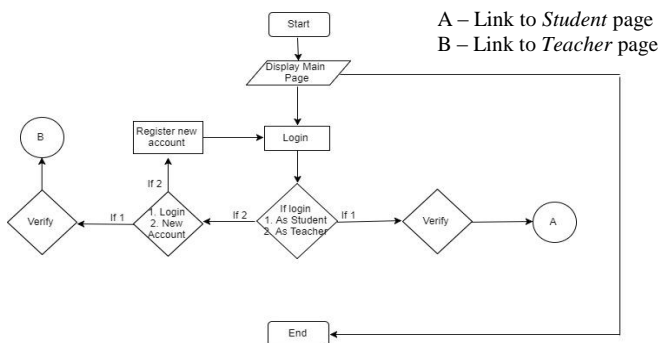 Start
A – Link to Student page
B – Link to Teacher page
Display Main
Page
B
Register new
account
Login
If 2
Verify
If 1
1. Login
2. New
Account
If 2
If login
1. As Student
2. As Teacher
If 1
Verify
A
End